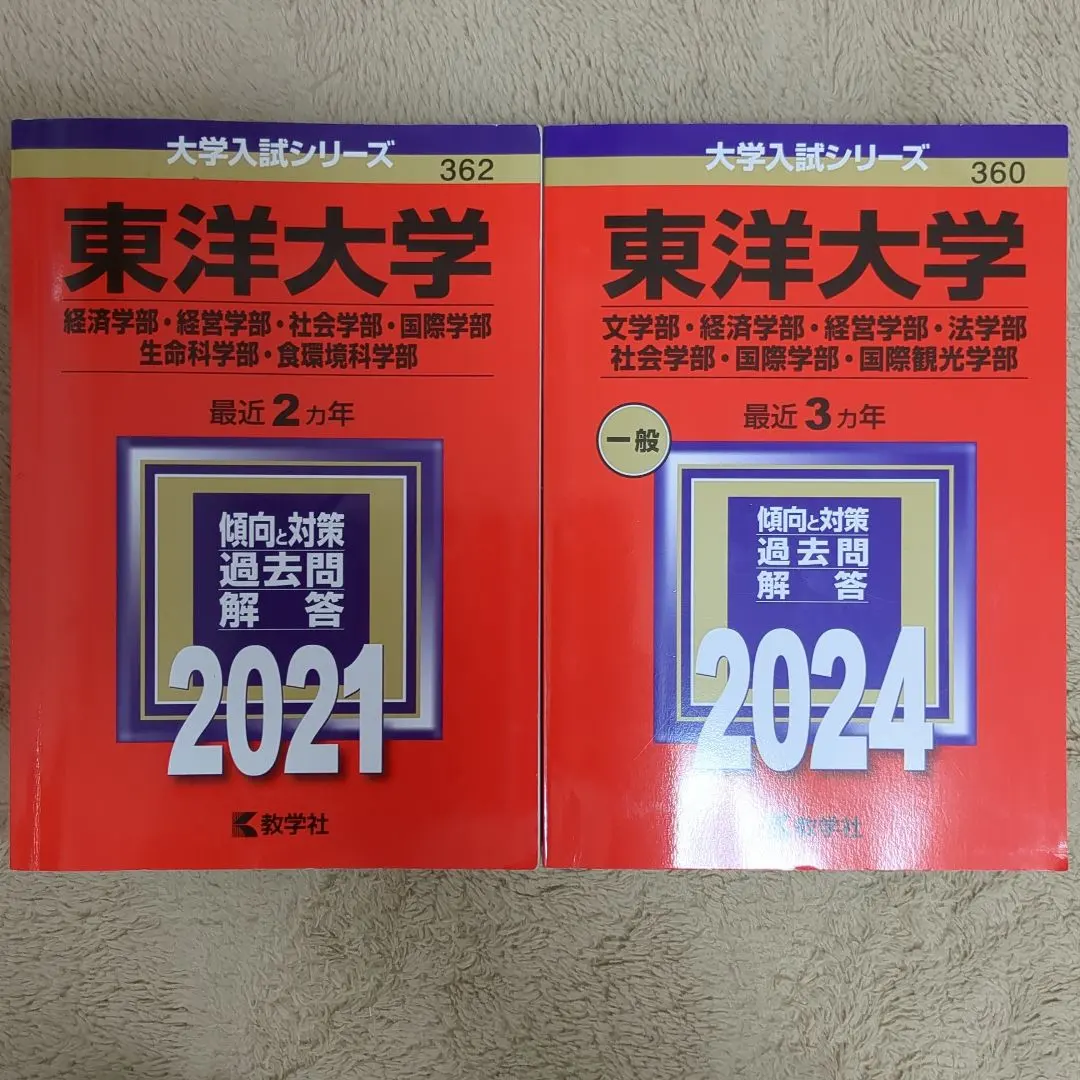 大学入試シリーズ
362
東洋大学
経済学部・経営学部・社会学部・国際学部
生命科学部・食環境科学部
最近2カ年
傾向と対策
過去問
解答
2021
教学社
大学入試シリーズ
360
東洋大学
文学部・経済学部・経営学部・法学部
社会学部・国際学部・国際観光学部
最近3カ年
一般
傾向と対策
過去問
解答
2024
教学社